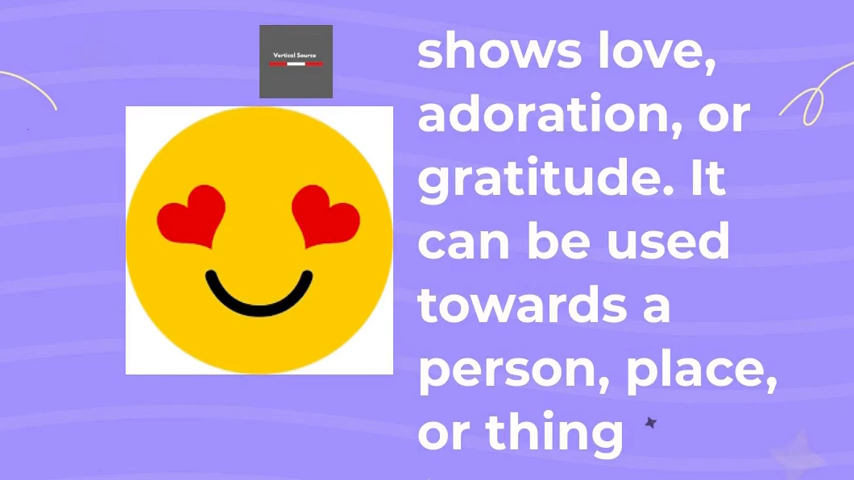 Vertical Source
shows love,
adoration, or
gratitude. It
can be used
towards a
person, place,
or thing